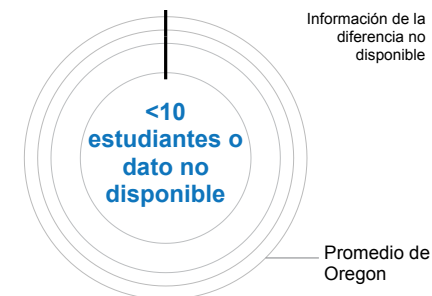 Información de la
diferencia no
disponible
<10
estudiantes o
dato no
disponible
Promedio de
Oregon